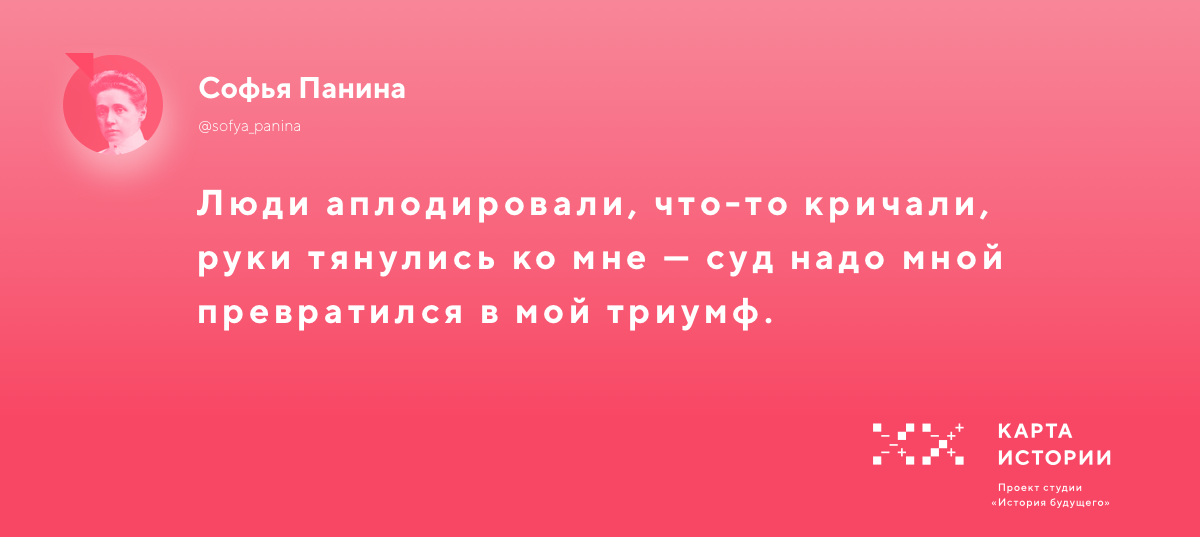 Софья Панина
@sofya_panina
Люди аплодировали, что-то кричали,
руки тянулись ко мне — суд надо мной
превратился в мой триумф.
КАРТА
ИСТОРИИ
Проект студии
«История будущего»